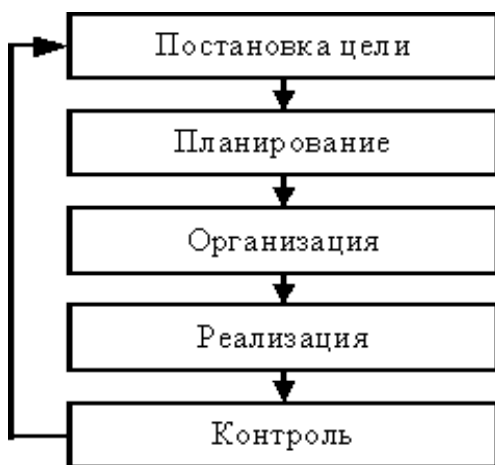 Постановка цели
Планирование
Организация
Реализация
Контроль